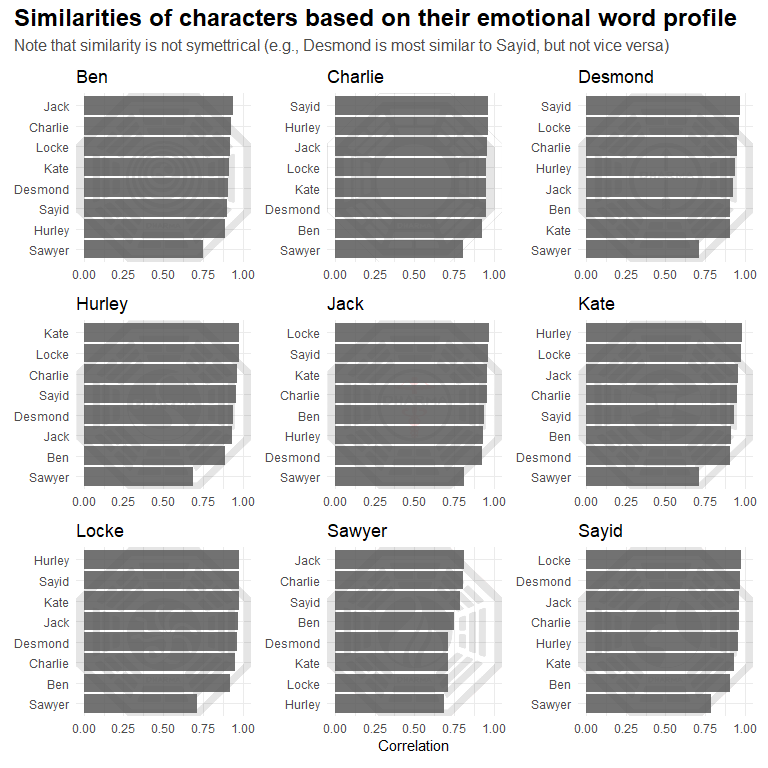 Similarities of characters based on their emotional word profile
Note that similarity is not symettrical (e.g., Desmond is most similar to Sayid, but not vice versa)
Ben
Jack
Charlie
Locke
Kate
Desmond
Sayid
Hurley
Sawyer
0.00 0.25 0.50 0.75 1.00
Charlie
Sayid
Hurley
Jack
Locke
Kate
Desmond
Ben
Sawyer
0.00 0.25 0.50 0.75 1.00
Desmond
Sayid
Locke
Charlie
Hurley
Jack
Ben
Kate
Sawyer
0.00 0.25 0.50 0.75 1.00
Hurley
Kate
Locke
Charlie
Sayid
Desmond
Jack
Ben
Sawyer
0.00 0.25 0.50 0.75 1.00
Jack
Locke
Sayid
Kate
Charlie
Ben
Hurley
Desmond
Sawyer
0.00 0.25 0.50 0.75 1.00
Kate
Hurley
Locke
Jack
Charlie
Sayid
Ben
Desmond
Sawyer
0.00 0.25 0.50 0.75 1.00
Locke
Hurley
Sayid
Kate
Jack
Desmond
Charlie
Ben
Sawyer
0.00 0.25 0.50 0.75 1.00
Sawyer
Jack
Charlie
Sayid
Ben
Desmond
Kate
Locke
Hurley
0.00 0.25 0.50 0.75 1.00
Sayid
Locke
Desmond
Jack
Charlie
Hurley
Kate
Ben
Sawyer
0.00 0.25 0.50 0.75 1.00
Correlation